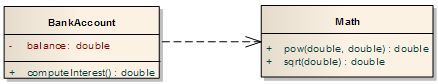 BankAccount
- balance: double
+ computeInterest() : double
Math
+ pow(double, double) : double
+ sqrt(double) : double